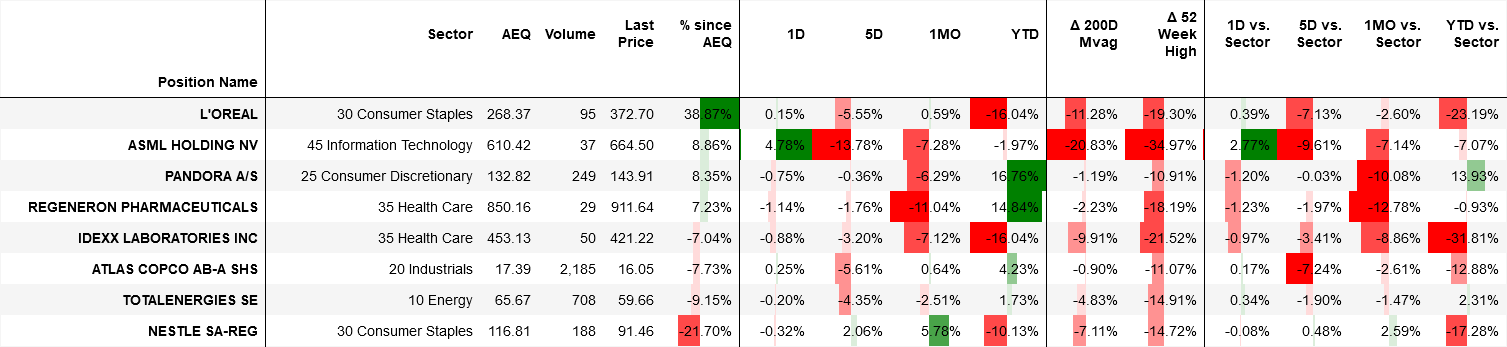 Position Name Sector AEQ Volume Last Price % since AEQ 1D 5D 1MO YTD Δ 200D Mvag Δ 52 Week High 1D vs. Sector 5D vs. Sector 1MO vs. Sector YTD vs. Sector
L'OREAL 30 Consumer Staples 268.37 95 372.70 38.87% 0.15% -5.55% 0.59% -16.04% -11.28% -19.30% 0.39% -7.13% -2.60% -23.19%
ASML HOLDING NV 45 Information Technology 610.42 37 664.50 8.86% 4.78% -13.78% -7.28% -1.97% -20.83% -34.97% 2.77% -9.61% -7.14% -7.07%
PANDORA A/S 25 Consumer Discretionary 132.82 249 143.91 8.35% -0.75% -0.36% -6.29% 16.76% -1.19% -10.91% -1.20% -0.03% -10.08% 13.93%
REGENERON PHARMACEUTICALS 35 Health Care 850.16 29 911.64 7.23% -1.14% -1.76% -11.04% 14.84% -2.23% -18.19% -1.23% -1.97% -12.78% -0.93%
IDEXX LABORATORIES INC 35 Health Care 453.13 50 421.22 -7.04% -0.88% -3.20% -7.12% -16.04% -9.91% -21.52% -0.97% -3.41% -8.86% -31.81%
ATLAS COPCO AB-A SHS 20 Industrials 17.39 2,185 16.05 -7.73% 0.25% -5.61% 0.64% 4.23% -0.90% -11.07% 0.17% -7.24% -2.61% -12.88%
TOTALENERGIES SE 10 Energy 65.67 708 59.66 -9.15% -0.20% -4.35% -2.51% 1.73% -4.83% -14.91% 0.34% -1.90% -1.47% 2.31%
NESTLE SA-REG 30 Consumer Staples 116.81 188 91.46 -21.70% -0.32% 2.06% 5.78% -10.13% -7.11% -14.72% -0.08% 0.48% 2.59% -17.28%